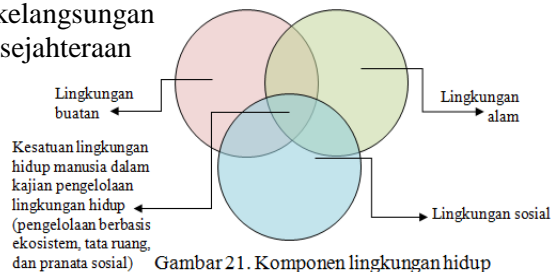 kelangsungan
sejahteraan
Lingkungan
buatan
Lingkungan
alam
Kesatuan lingkungan
hidup manusia dalam
kajian pengelolaan
lingkungan hidup
(pengelolaan berbasis
ekosistem, tata ruang,
dan pranata sosial)
Lingkungan sosial
Gambar 21. Komponen lingkungan hidup